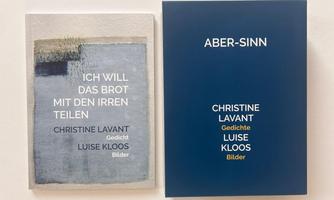 ICH WILL
DAS BROT
MIT DEN IRREN
TEILEN
CHRISTINE LAVANT
Gedicht
LUISE KLOOS
Bilder
ABER-SINN
CHRISTINE
LAVANT
Gedichte
LUISE
KLOOS
Bilder